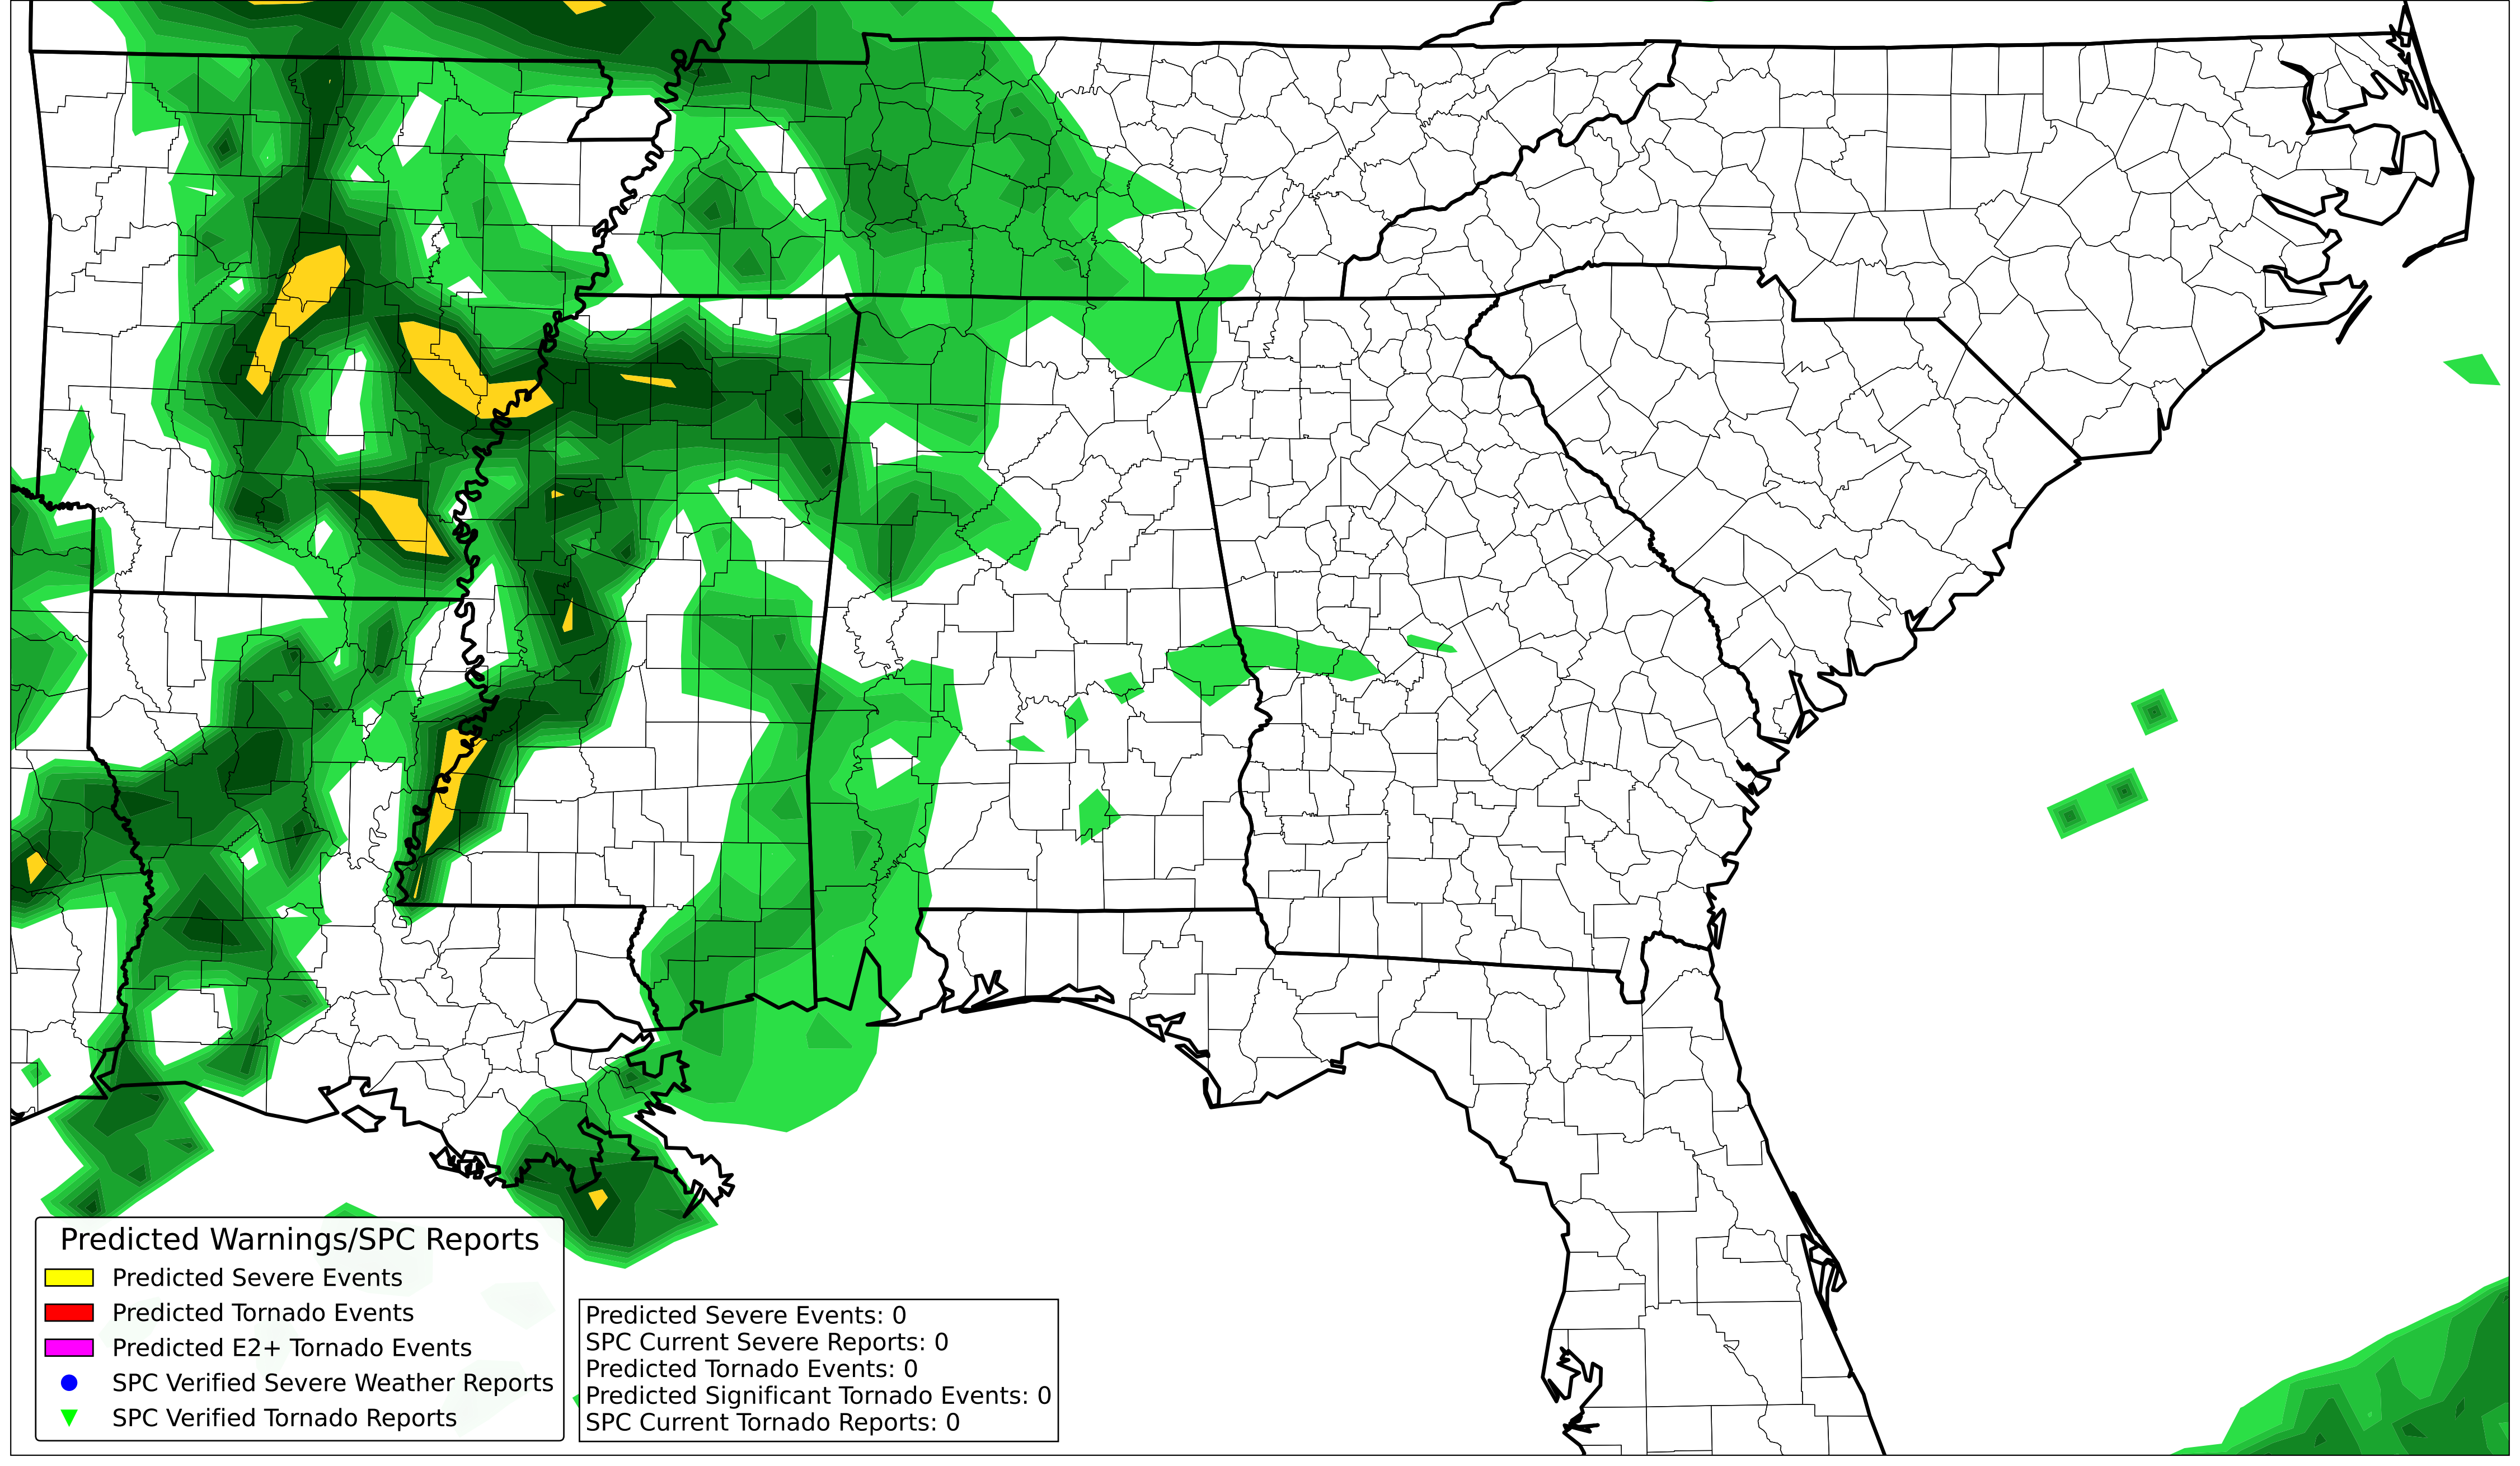 Predicted Warnings/SPC Reports
Predicted Severe Events
Predicted Tornado Events
Predicted E2+ Tornado Events
SPC Verified Severe Weather Reports
SPC Verified Tornado Reports
Predicted Severe Events: 0
SPC Current Severe Reports: 0
Predicted Tornado Events: 0
Predicted Significant Tornado Events: 0
SPC Current Tornado Reports: 0